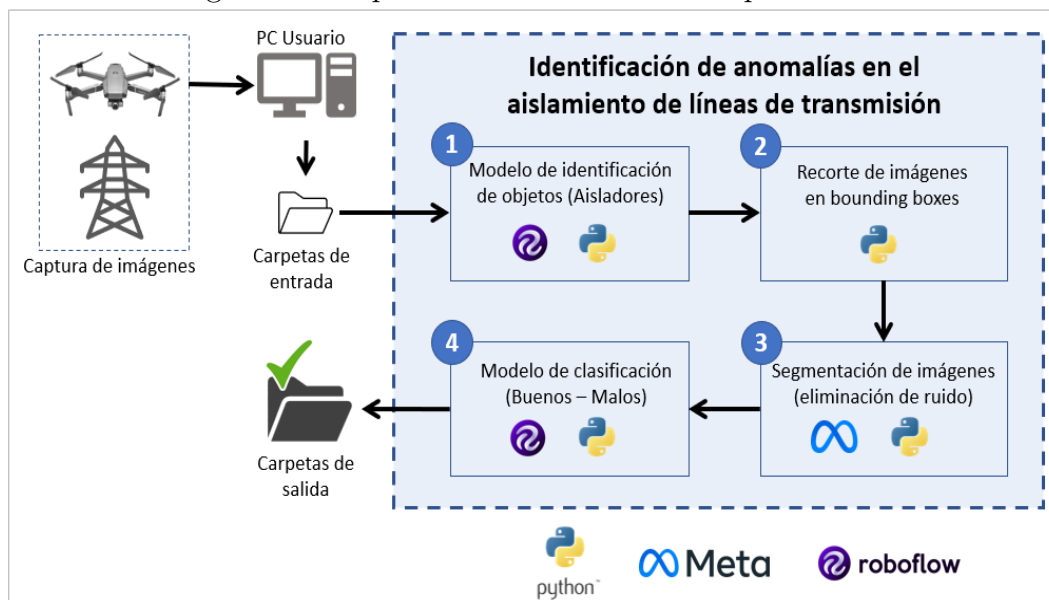 PC Usuario
Captura de imágenes
Carpetas de
entrada
Identificación de anomalías en el
aislamiento de líneas de transmisión
1
Modelo de identificación
de objetos (Aisladores)
2
Recorte de imágenes
en bounding boxes
3
Segmentación de imágenes
(eliminación de ruido)
4
Modelo de clasificación
(Buenos – Malos)
Carpetas de
salida
python™
Meta
roboflow